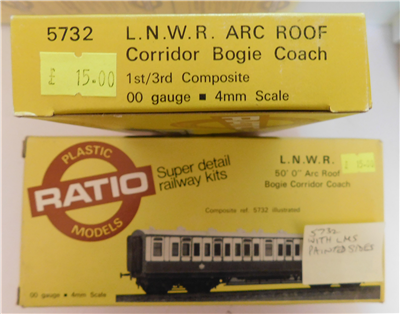 5732 L.N.W.R. ARC ROOF
Corridor Bogie Coach
1st/3rd Composite
00 gauge ■ 4mm Scale
£ 15.00
PLASTIC
RATIO
MODELS
Super detail
railway kits
L.N.W.R.
50' 0" Arc Roof
Bogie Corridor Coach
Composite ref. 5732 illustrated
5732
WITH LMS
PAINTED SIDES
00 gauge ■ 4mm Scale